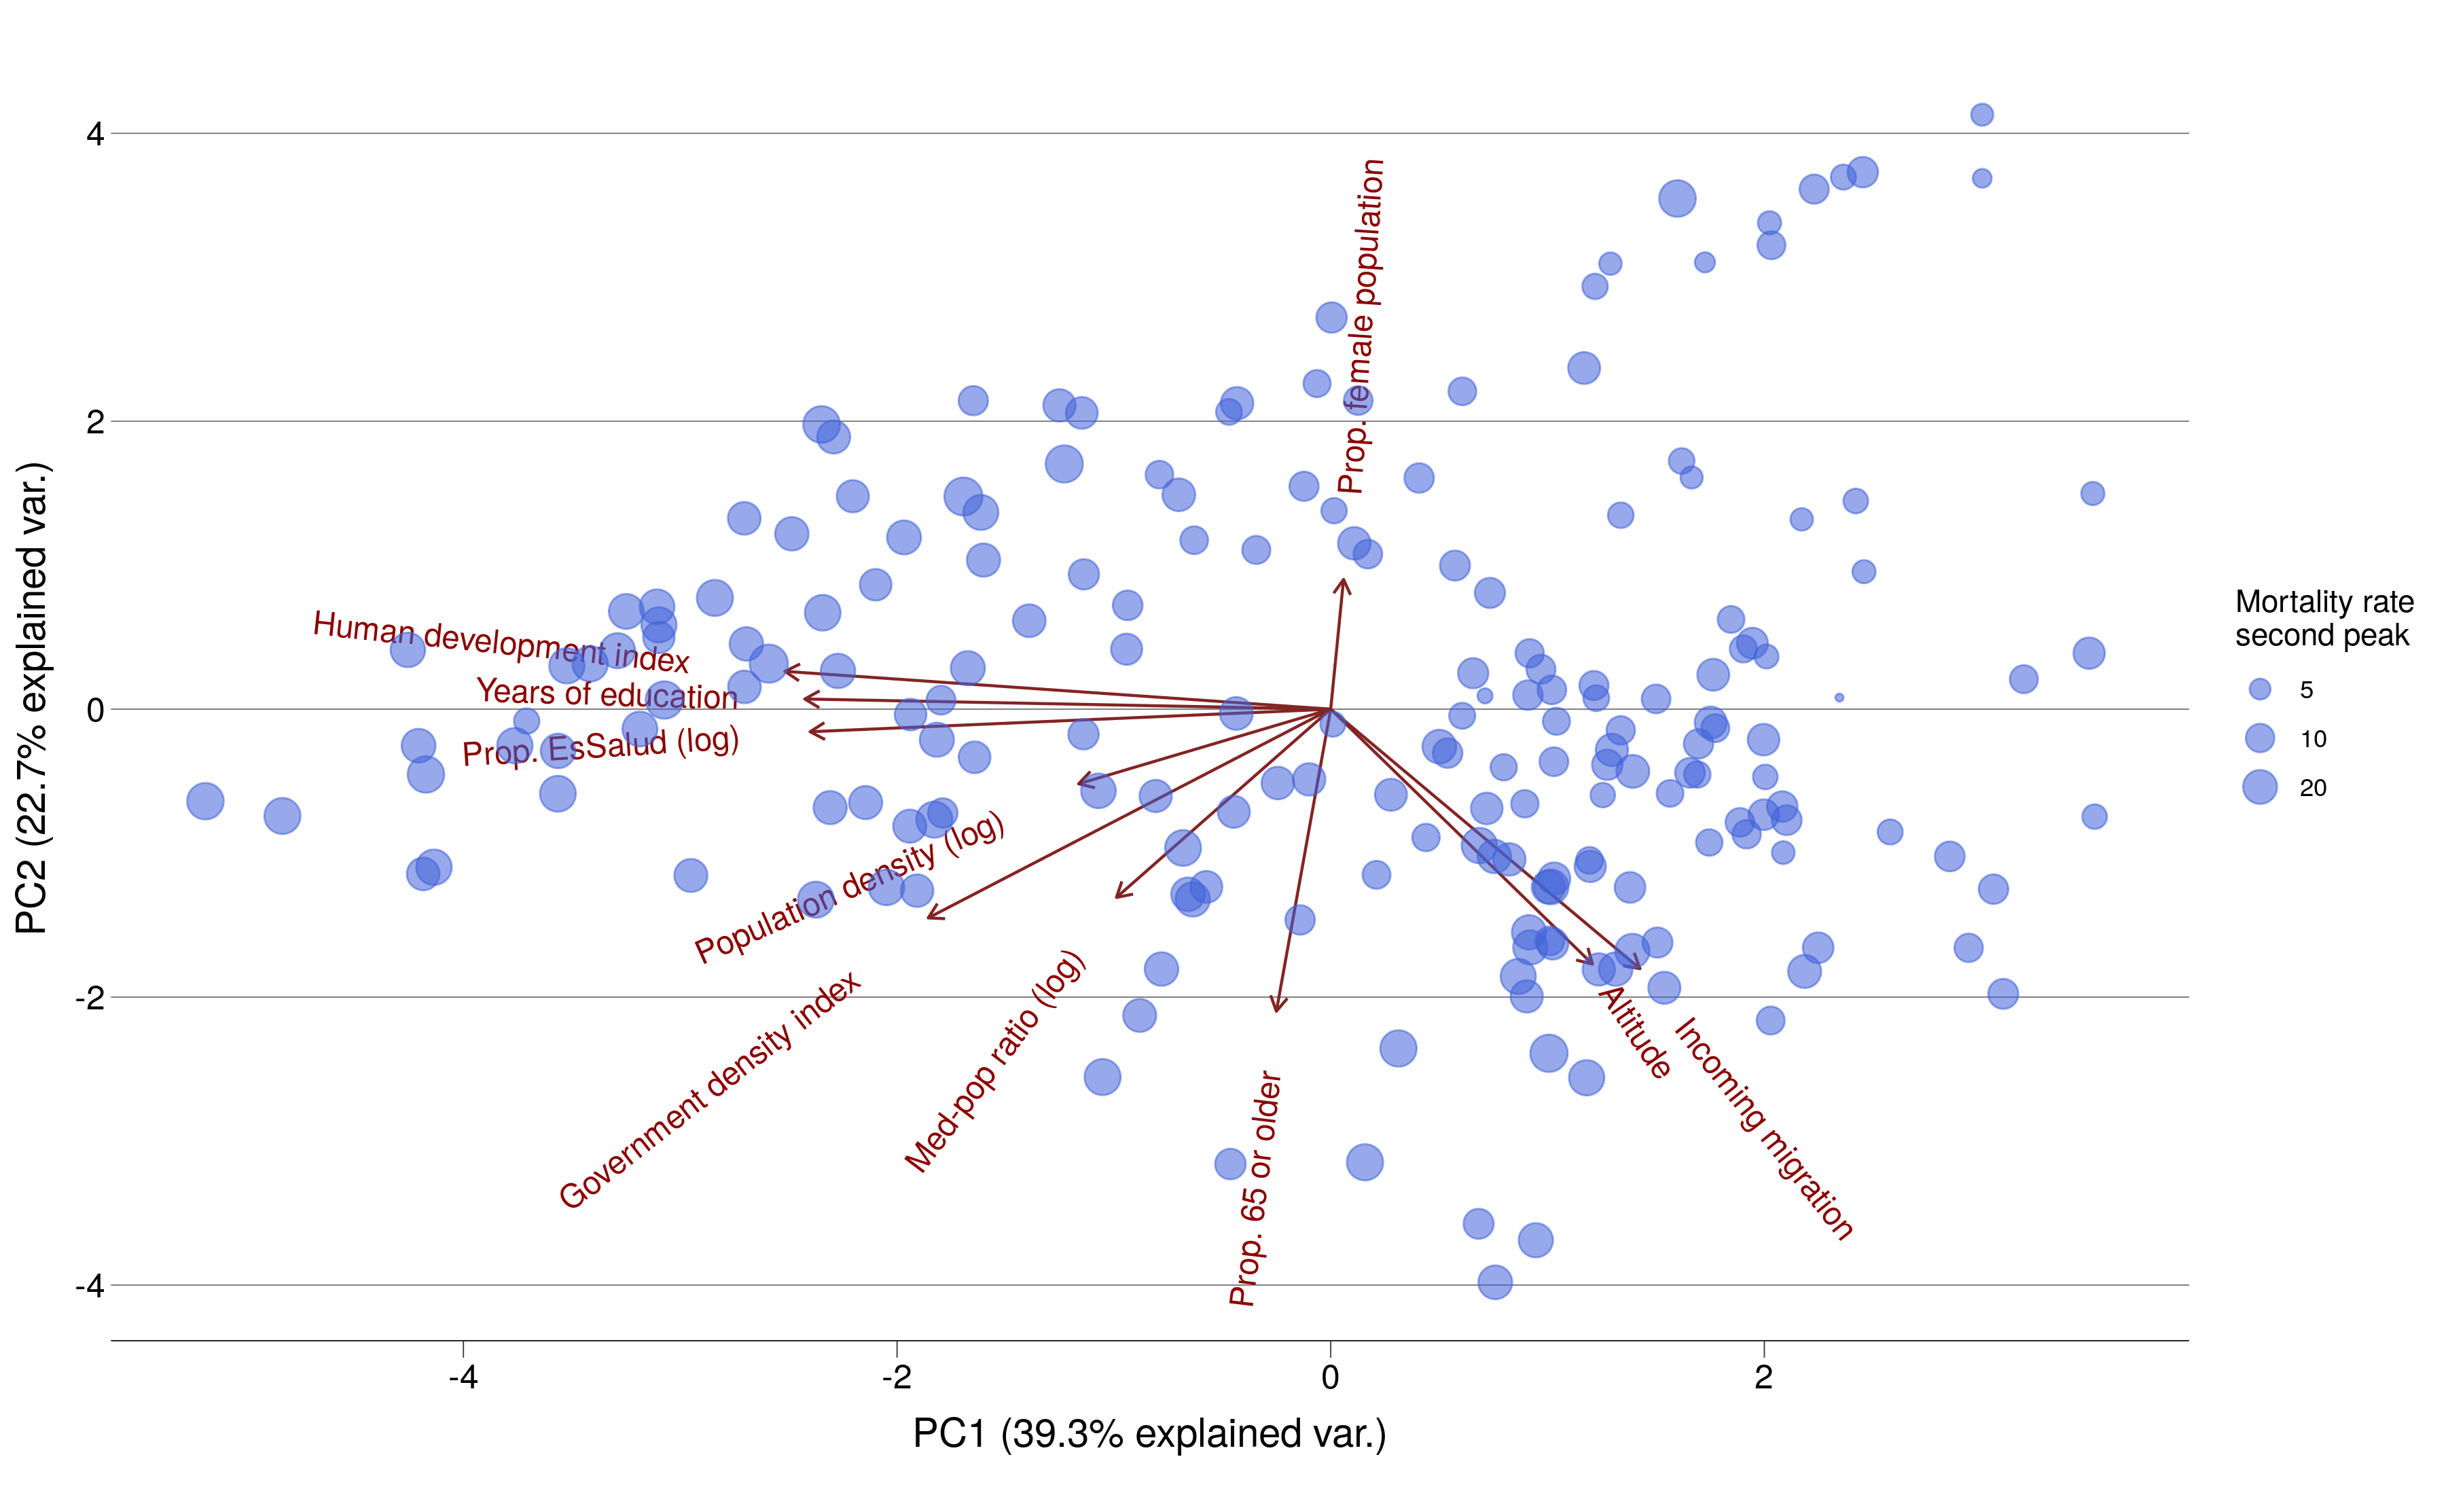 4
2
0
-2
-4
PC2 (22.7% explained var.)
Prop. female population
Human development index
Years of education
Prop. EsSalud (log)
Population density (log)
Government density index
Med-pop ratio (log)
Prop. 65 or older
Altitude
Incoming migration
-4
-2
0
2
PC1 (39.3% explained var.)
Mortality rate
second peak
5
10
20